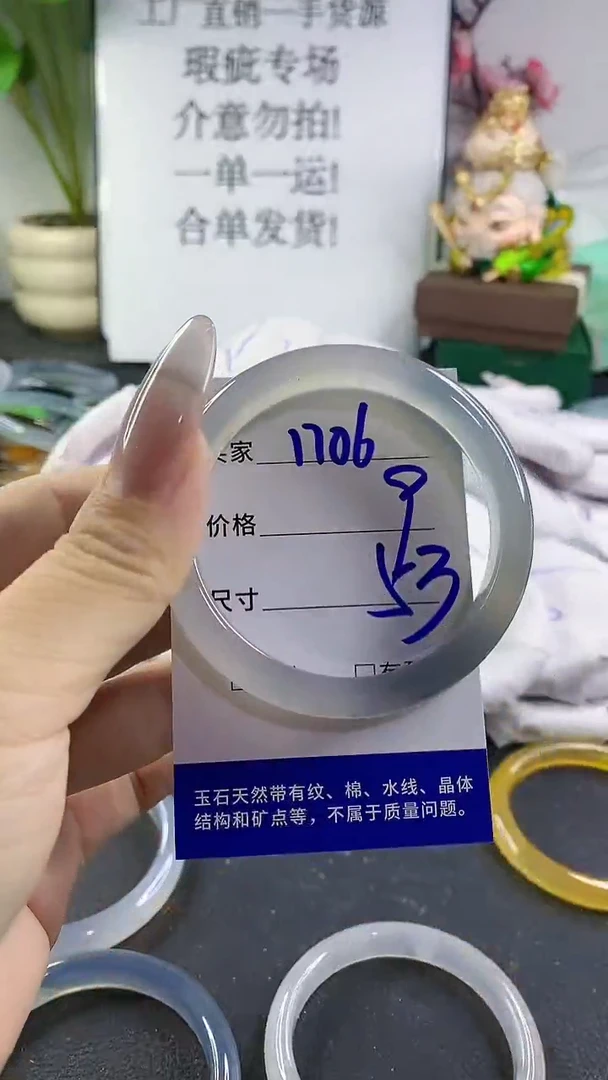 工厂直销一手货源
瑕疵专场
介意勿拍!
一单一运!
合单发货!
家 1706
价格
尺寸 53
玉石天然带有纹、棉、水线、晶体
结构和矿点等，不属于质量问题。